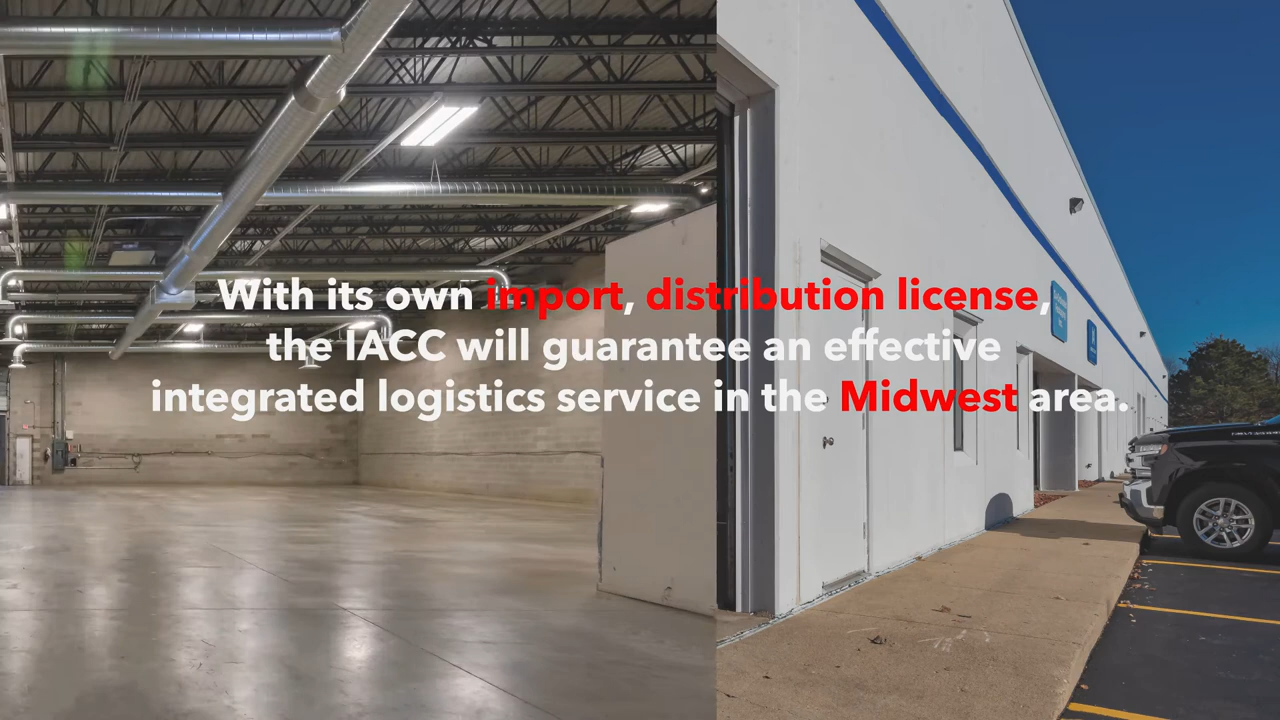 With its own import, distribution license,
the IACC will guarantee an effective
integrated logistics service in the Midwest area.